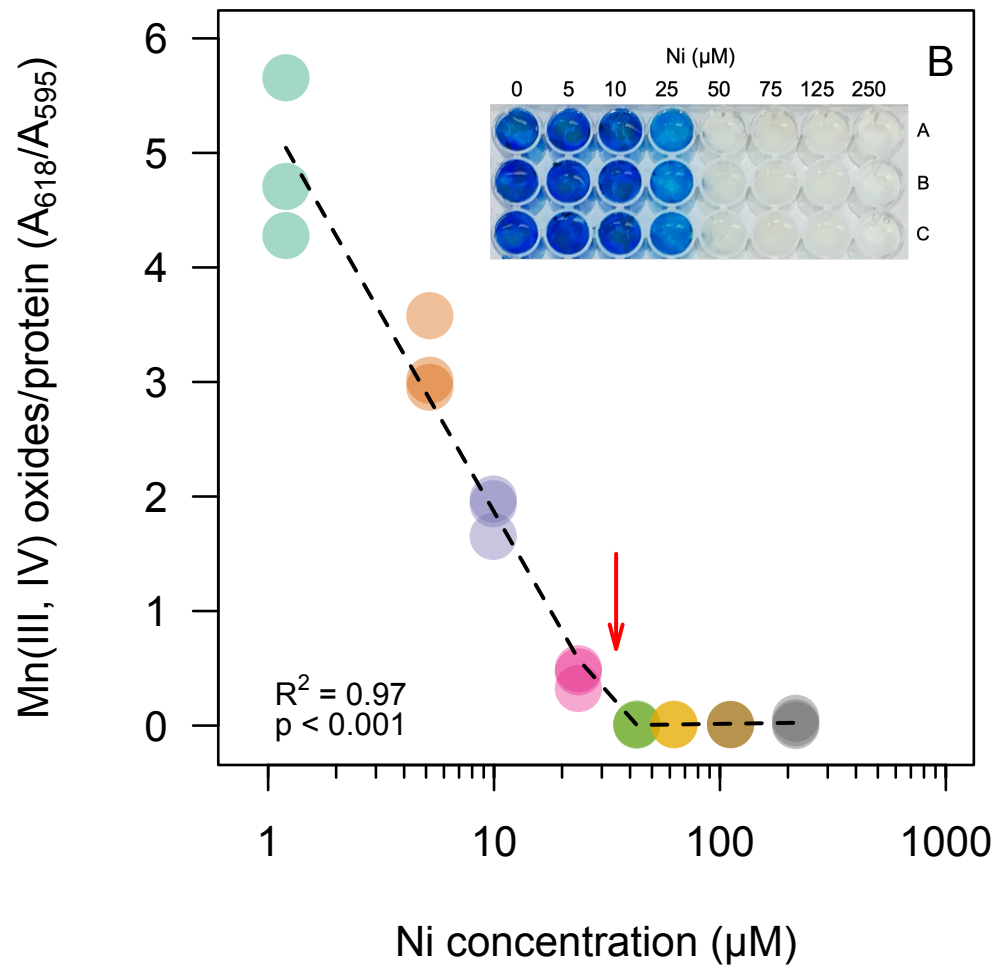 B
Ni (µM)
0 5 10 25 50 75 125 250
A
B
C
Mn(III, IV) oxides/protein (A618/A595)
6
5
4
3
2
1
0
R2 = 0.97
p < 0.001
1 10 100 1000
Ni concentration (µM)